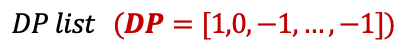 DP list (DP = [1,0, −1, … , −1])